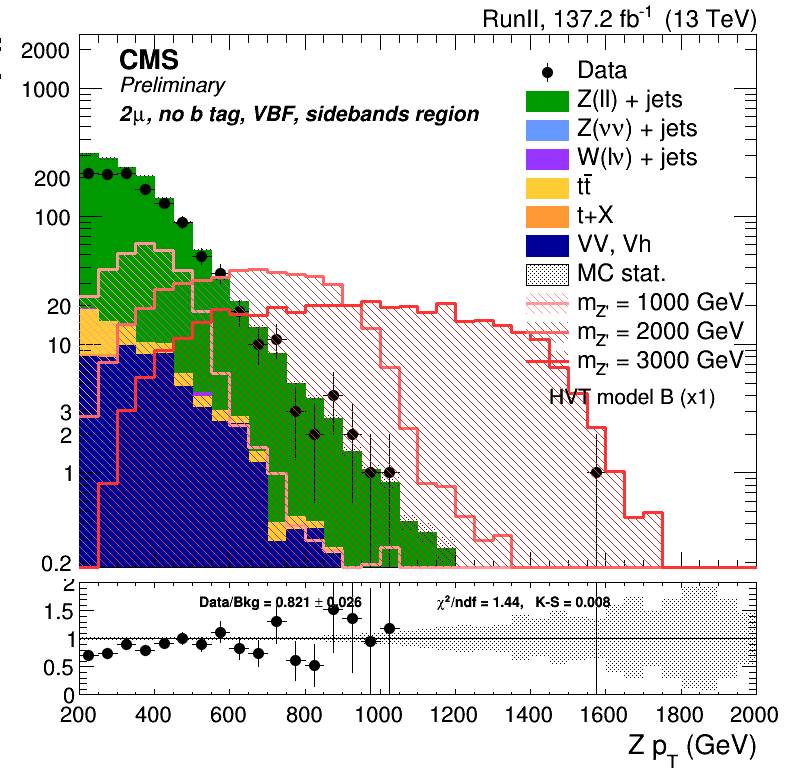 RunII, 137.2 fb⁻¹ (13 TeV)
CMS
Preliminary
2μ, no b tag, VBF, sidebands region
Data
Z(ll) + jets
Z(νν) + jets
W(lν) + jets
tt̄
t+X
VV, Vh
MC stat.
m_Z' = 1000 GeV
m_Z' = 2000 GeV
m_Z' = 3000 GeV
HVT model B (x1)
2000
1000
200
100
20
10
3
2
1
0.2
Data/Bkg = 0.821 ± 0.026
χ²/ndf = 1.44, K-S = 0.008
2
1.5
1
0.5
0
200 400 600 800 1000 1200 1400 1600 1800 2000
Z p_T (GeV)